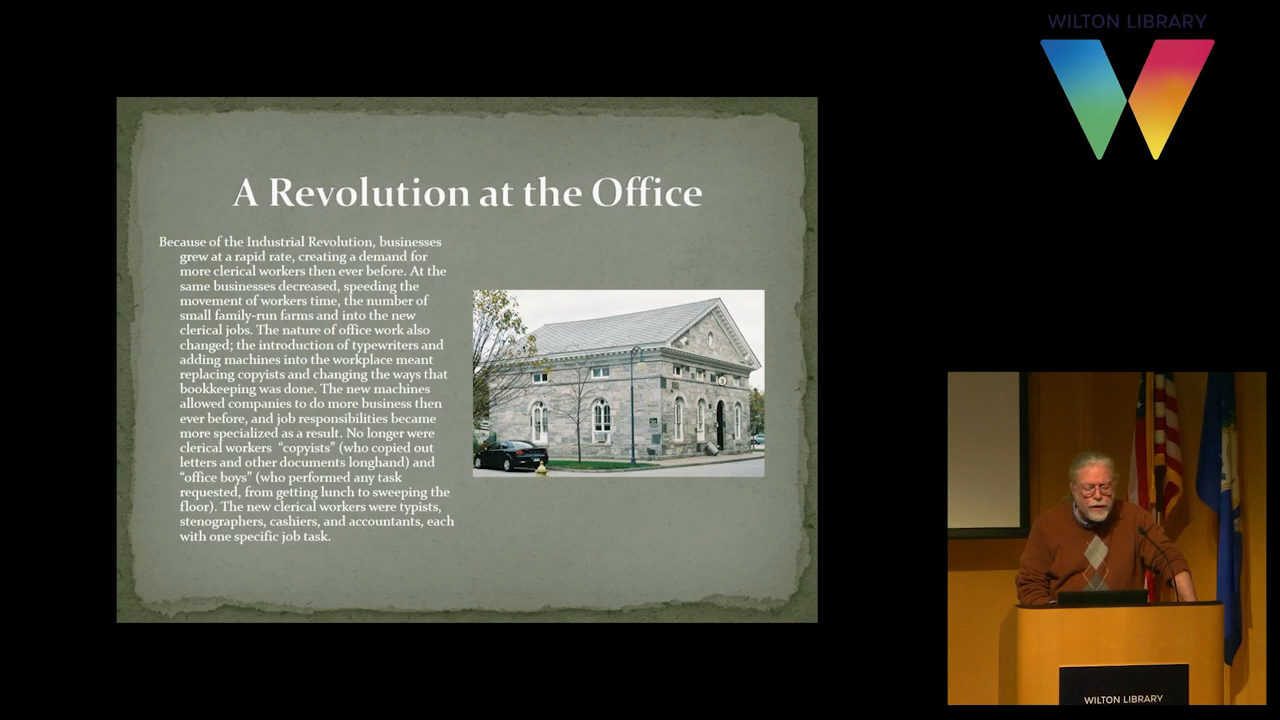 WILTON LIBRARY
A Revolution at the Office
Because of the Industrial Revolution, businesses
grew at a rapid rate, creating a demand for
more clerical workers then ever before. At the
same businesses decreased, speeding the
movement of workers time, the number of
small family-run farms and into the new
clerical jobs. The nature of office work also
changed; the introduction of typewriters and
adding machines into the workplace meant
replacing copyists and changing the ways that
bookkeeping was done. The new machines
allowed companies to do more business then
ever before, and job responsibilities became
more specialized as a result. No longer were
clerical workers “copyists” (who copied out
letters and other documents longhand) and
“office boys” (who performed any task
requested, from getting lunch to sweeping the
floor). The new clerical workers were typists,
stenographers, cashiers, and accountants, each
with one specific job task.
WILTON LIBRARY